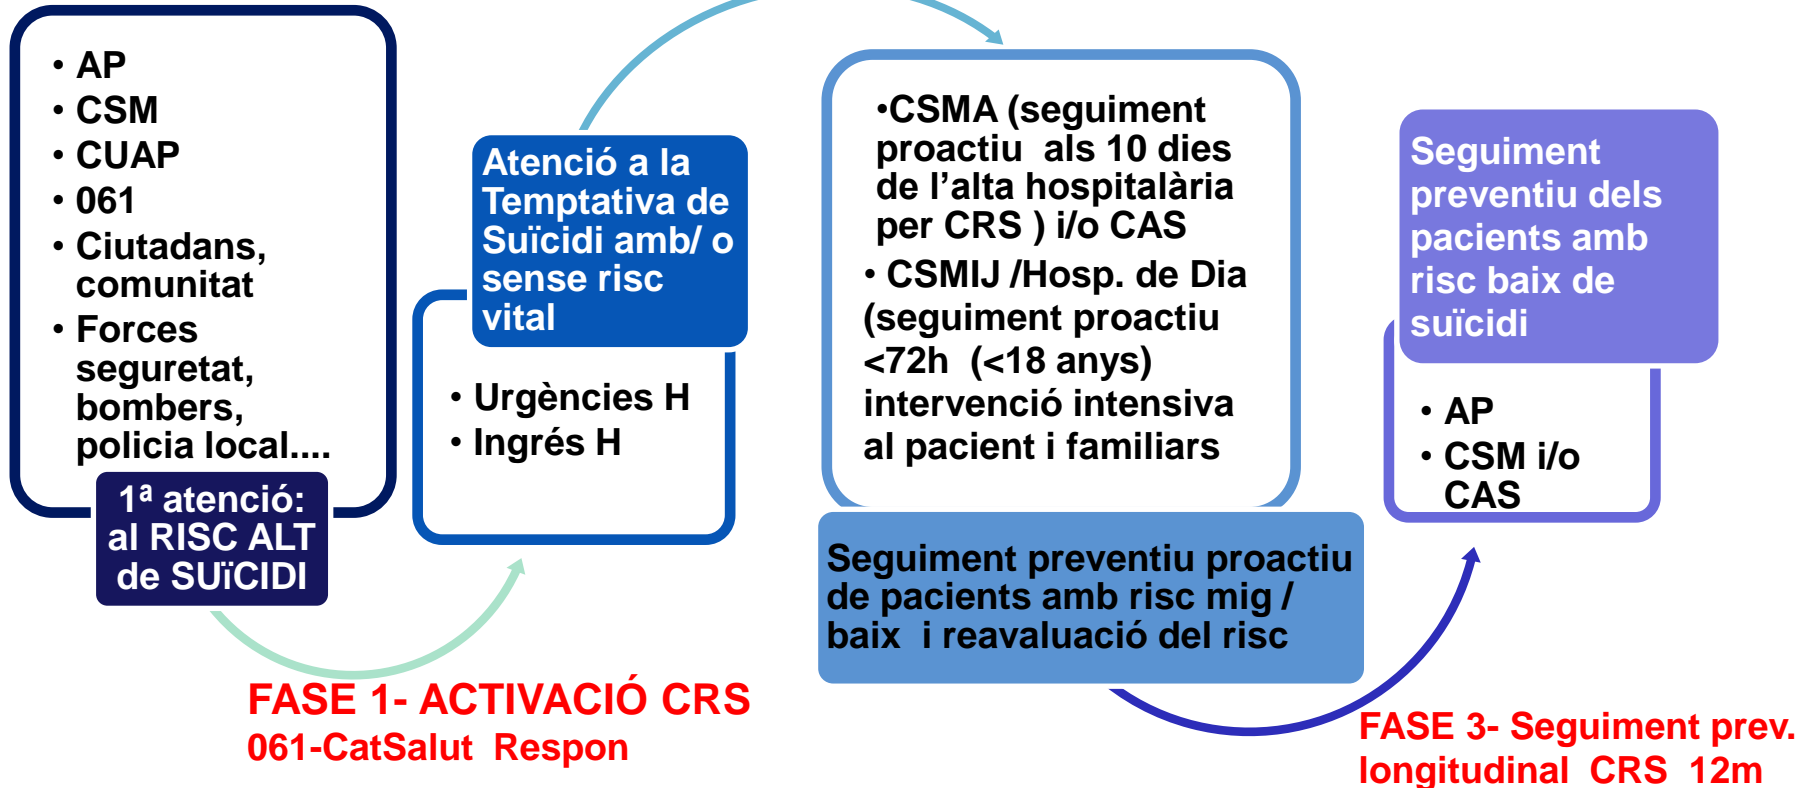 • AP
• CSM
• CUAP
• 061
• Ciutadans,
comunitat
• Forces
seguretat,
bombers,
policia local....
1ª atenció:
al RISC ALT
de SUïCIDI
FASE 1- ACTIVACIÓ CRS
061-CatSalut Respon
Atenció a la
Temptativa de
Suïcidi amb/ o
sense risc
vital
• Urgències H
• Ingrés H
•CSMA (seguiment
proactiu als 10 dies
de l’alta hospitalària
per CRS ) i/o CAS
• CSMIJ /Hosp. de Dia
(seguiment proactiu
<72h (<18 anys)
intervenció intensiva
al pacient i familiars
Seguiment preventiu proactiu
de pacients amb risc mig /
baix i reavaluació del risc
Seguiment
preventiu dels
pacients amb
risc baix de
suïcidi
• AP
• CSM i/o
CAS
FASE 3- Seguiment prev.
longitudinal CRS 12m